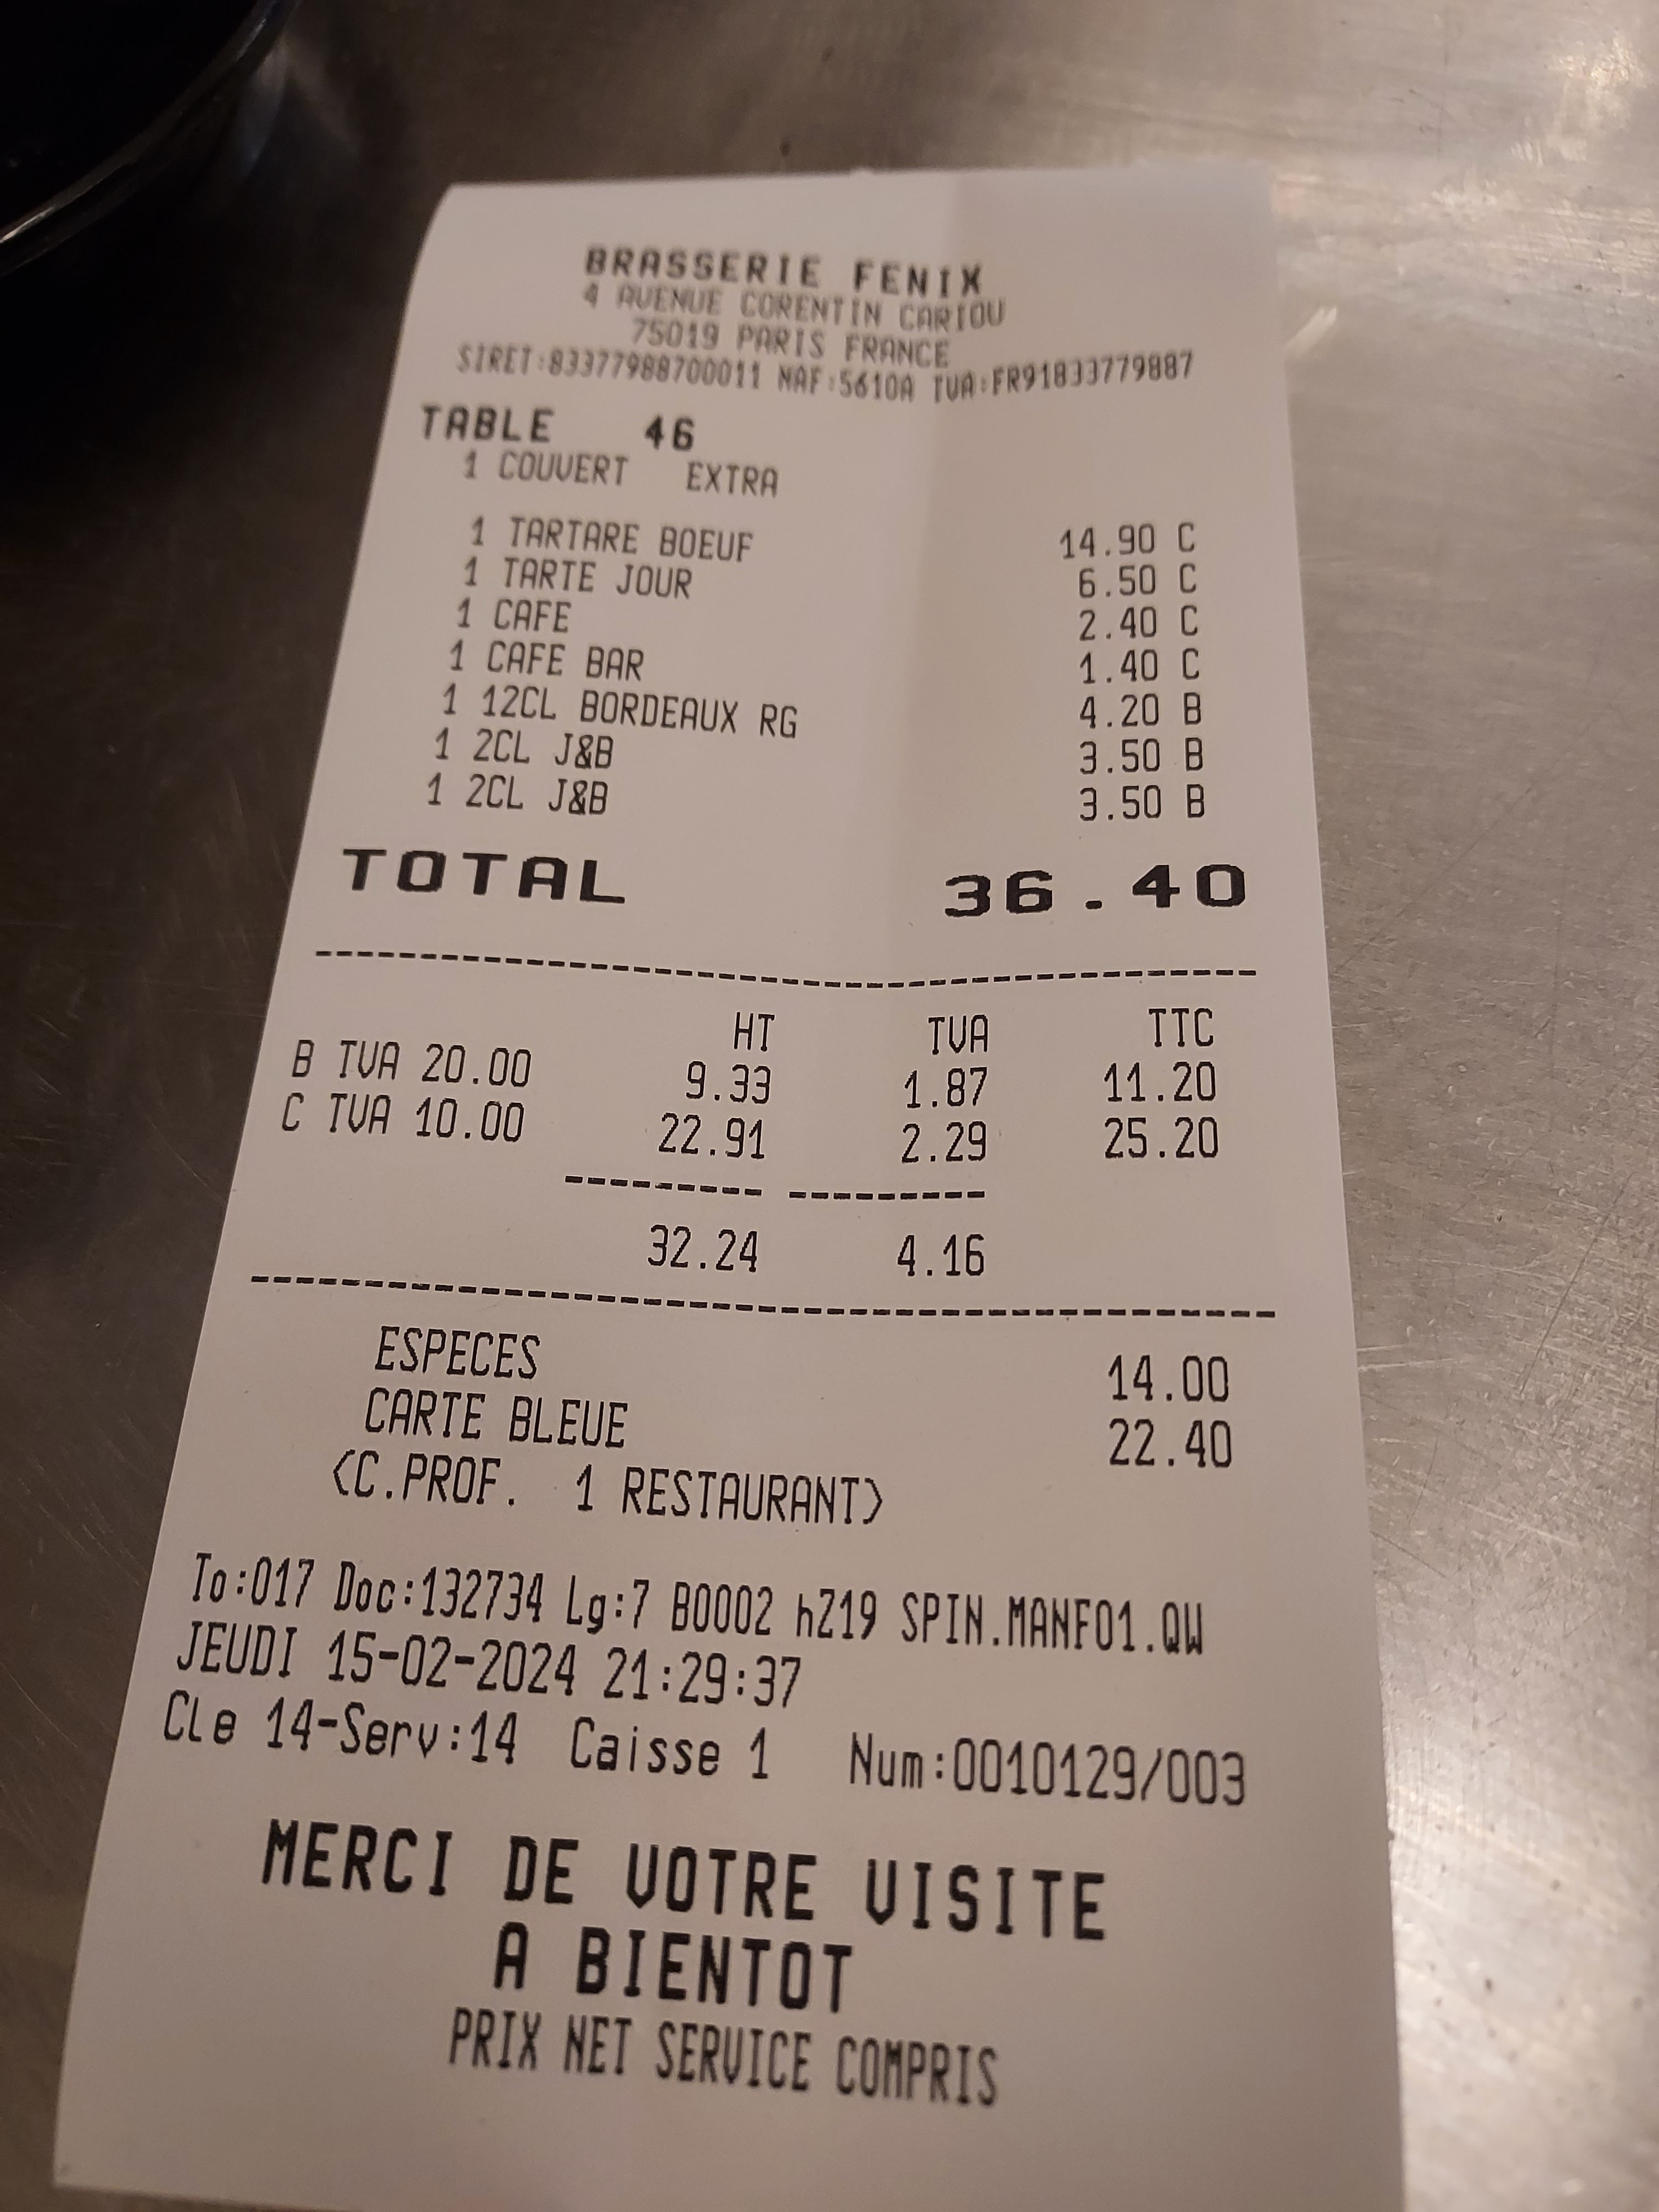 BRASSERIE FENIX
4 AVENUE CORENTIN CARIOU
75019 PARIS FRANCE
SIRET:83377988700011 NAF:5610A TVA:FR91833779887
TABLE 46
1 COUVERT EXTRA
1 TARTARE BOEUF 14.90 C
1 TARTE JOUR 6.50 C
1 CAFE 2.40 C
1 CAFE BAR 1.40 C
1 12CL BORDEAUX RG 4.20 B
1 2CL J&B 3.50 B
1 2CL J&B 3.50 B
TOTAL 36.40
HT TVA TTC
B TVA 20.00 9.33 1.87 11.20
C TVA 10.00 22.91 2.29 25.20
32.24 4.16
ESPECES 14.00
CARTE BLEUE 22.40
<C.PROF. 1 RESTAURANT>
To:017 Doc:132734 Lg:7 B0002 hZ19 SPIN.MANF01.QW
JEUDI 15-02-2024 21:29:37
Cle 14-Serv:14 Caisse 1 Num:0010129/003
MERCI DE VOTRE VISITE
A BIENTOT
PRIX NET SERVICE COMPRIS